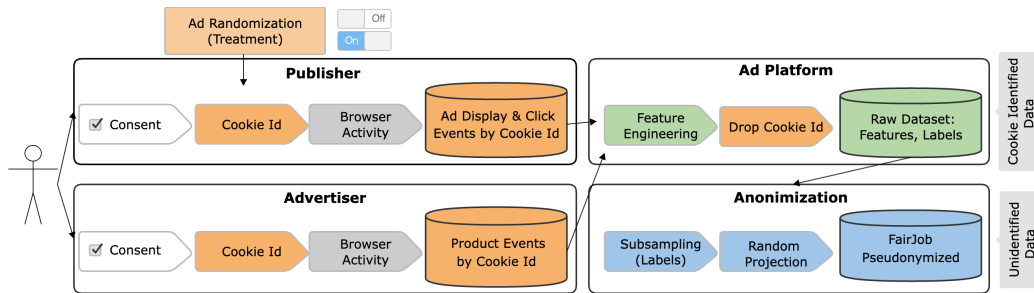 Ad Randomization
(Treatment)
Off
On
Publisher
Consent
Cookie Id
Browser
Activity
Ad Display & Click
Events by Cookie Id
Ad Platform
Feature
Engineering
Drop Cookie Id
Raw Dataset:
Features, Labels
Cookie Identified
Data
Advertiser
Consent
Cookie Id
Browser
Activity
Product Events
by Cookie Id
Anonimization
Subsampling
(Labels)
Random
Projection
FairJob
Pseudonymized
Unidentified
Data